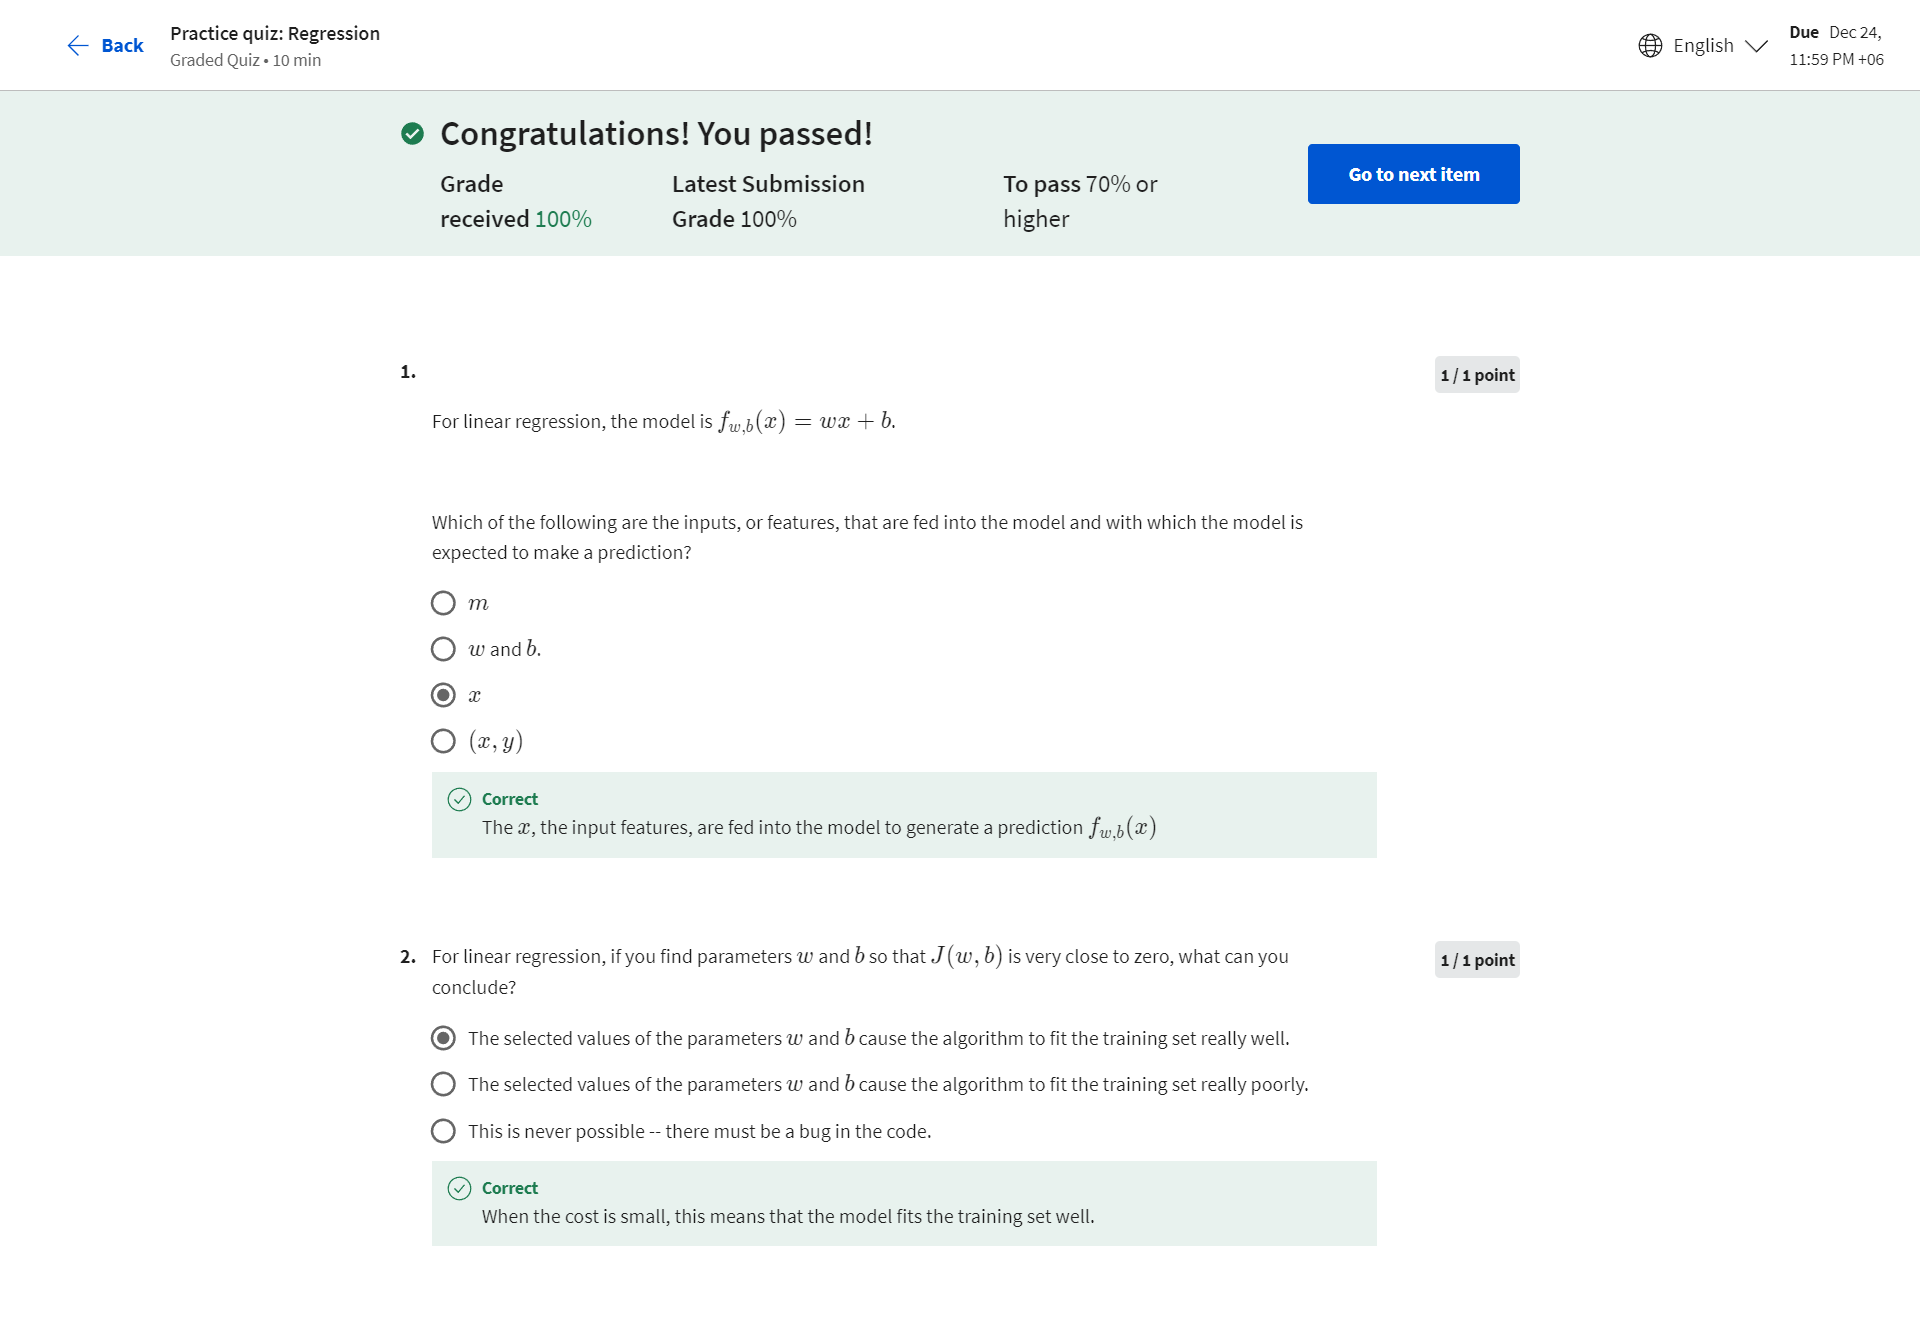 Back
Practice quiz: Regression
Graded Quiz • 10 min
English
Due Dec 24,
11:59 PM +06
Congratulations! You passed!
Grade
received 100%
Latest Submission
Grade 100%
To pass 70% or
higher
Go to next item
1.
1 / 1 point
For linear regression, the model is f_{w,b}(x) = wx + b.
Which of the following are the inputs, or features, that are fed into the model and with which the model is
expected to make a prediction?
m
w and b.
x
(x, y)
Correct
The x, the input features, are fed into the model to generate a prediction f_{w,b}(x)
2. For linear regression, if you find parameters w and b so that J(w, b) is very close to zero, what can you
conclude?
1 / 1 point
The selected values of the parameters w and b cause the algorithm to fit the training set really well.
The selected values of the parameters w and b cause the algorithm to fit the training set really poorly.
This is never possible -- there must be a bug in the code.
Correct
When the cost is small, this means that the model fits the training set well.